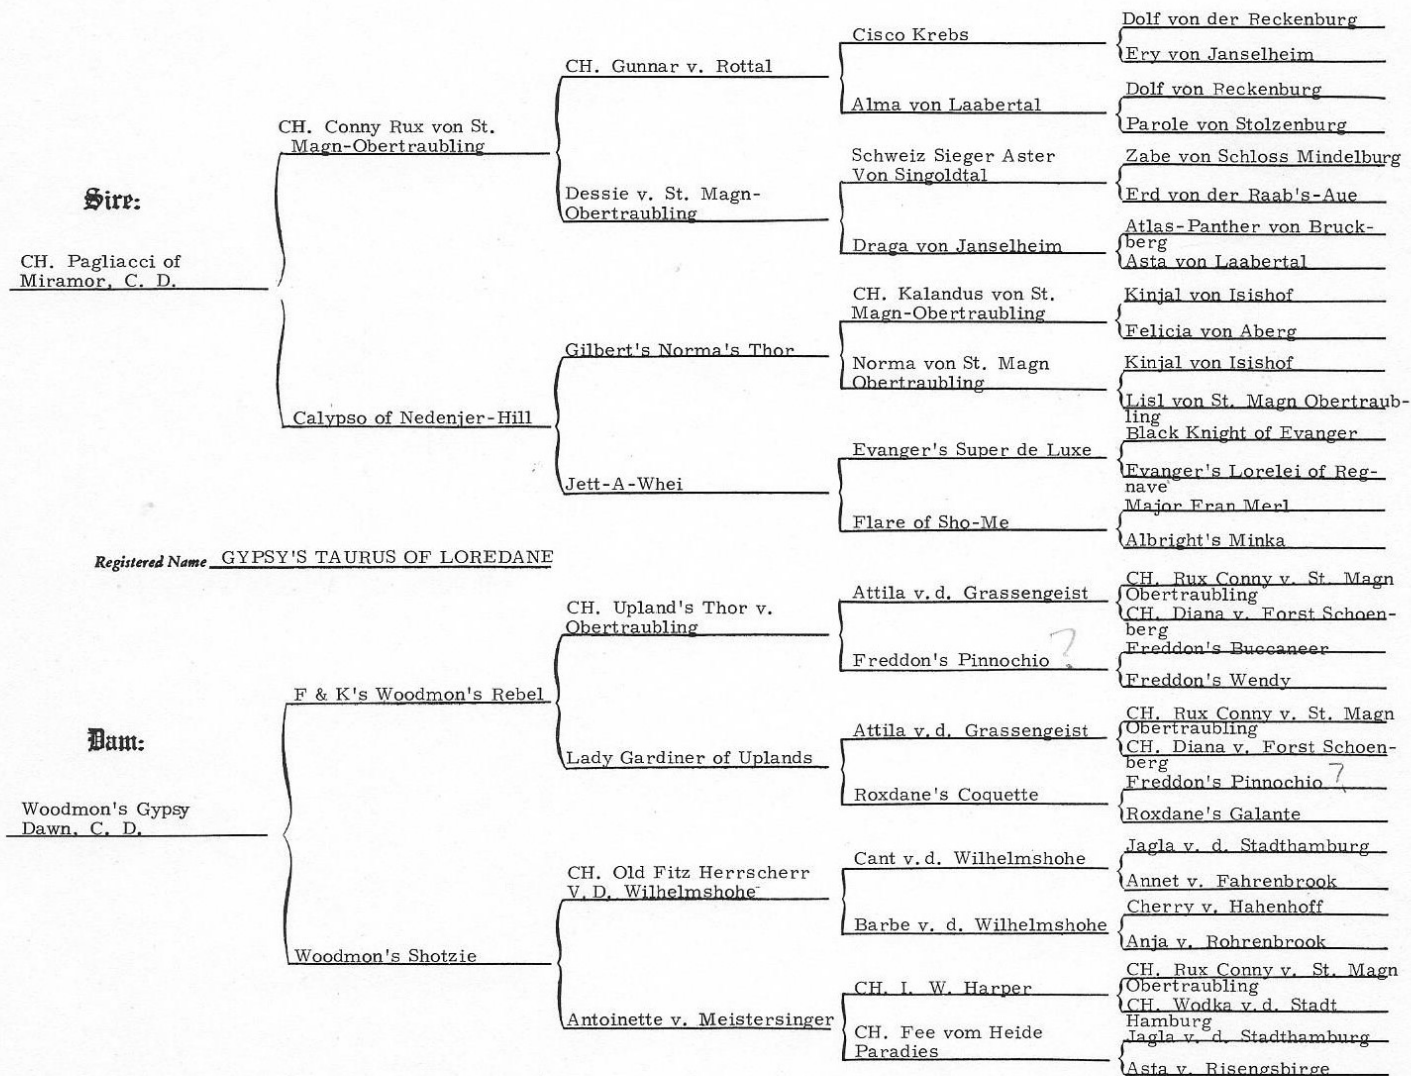 Sire:
CH. Pagliacci of
Miramor, C. D.
CH. Conny Rux von St.
Magn-Obertraubling
Calypso of Nedenjer-Hill
CH. Gunnar v. Rottal
Dessie v. St. Magn-
Obertraubling
Gilbert's Norma's Thor
Jett-A-Whei
Cisco Krebs
Alma von Laabertal
Schweiz Sieger Aster
Von Singoldtal
Draga von Janselheim
CH. Kalandus von St.
Magn-Obertraubling
Norma von St. Magn
Obertraubling
Evanger's Super de Luxe
Flare of Sho-Me
Dolf von der Reckenburg
Ery von Janselheim
Dolf von Reckenburg
Parole von Stolzenburg
Zabe von Schloss Mindelburg
Erd von der Raab's-Aue
Atlas-Panther von Bruck-
berg
Asta von Laabertal
Kinjal von Isishof
Felicia von Aberg
Kinjal von Isishof
Lisl von St. Magn Obertraub-
ling
Black Knight of Evanger
Evanger's Lorelei of Reg-
nave
Major Fran Merl
Albright's Minka
Registered Name GYPSY'S TAURUS OF LOREDANE
Dam:
Woodmon's Gypsy
Dawn, C. D.
F & K's Woodmon's Rebel
Woodmon's Shotzie
CH. Upland's Thor v.
Obertraubling
Lady Gardiner of Uplands
CH. Old Fitz Herrscherr
V. D. Wilhelmshohe
Antoinette v. Meistersinger
Attila v. d. Grassengeist
Freddon's Pinnochio ?
Attila v. d. Grassengeist
Roxdane's Coquette
Cant v. d. Wilhelmshohe
Barbe v. d. Wilhelmshohe
CH. I. W. Harper
CH. Fee vom Heide
Paradies
CH. Rux Conny v. St. Magn
Obertraubling
CH. Diana v. Forst Schoen-
berg
Freddon's Buccaneer
Freddon's Wendy
CH. Rux Conny v. St. Magn
Obertraubling
CH. Diana v. Forst Schoen-
berg
Freddon's Pinnochio ?
Roxdane's Galante
Jagla v. d. Stadthamburg
Annet v. Fahrenbrook
Cherry v. Hahenhoff
Anja v. Rohrenbrook
CH. Rux Conny v. St. Magn
Obertraubling
CH. Wodka v. d. Stadt
Hamburg
Jagla v. d. Stadthamburg
Asta v. Risengsbirge